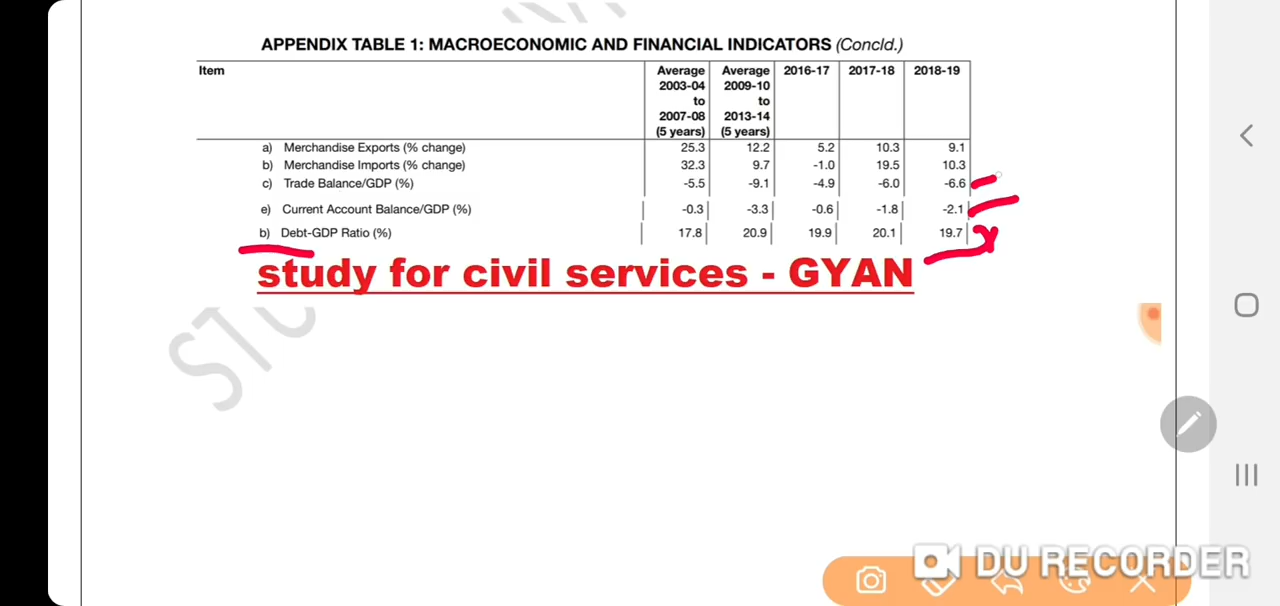 APPENDIX TABLE 1: MACROECONOMIC AND FINANCIAL INDICATORS (Concld.)
Item Average 2003-04 to 2007-08 (5 years) Average 2009-10 to 2013-14 (5 years) 2016-17 2017-18 2018-19
a) Merchandise Exports (% change) 25.3 12.2 5.2 10.3 9.1
b) Merchandise Imports (% change) 32.3 9.7 -1.0 19.5 10.3
c) Trade Balance/GDP (%) -5.5 -9.1 -4.9 -6.0 -6.6
e) Current Account Balance/GDP (%) -0.3 -3.3 -0.6 -1.8 -2.1
b) Debt-GDP Ratio (%) 17.8 20.9 19.9 20.1 19.7
study for civil services - GYAN
DU RECORDER